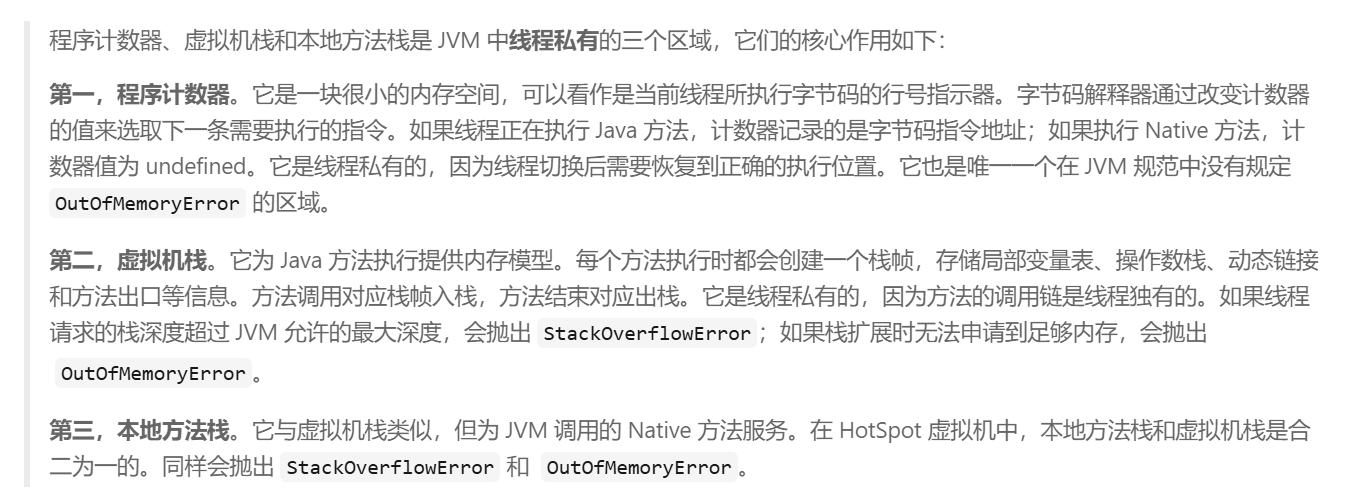 程序计数器、虚拟机栈和本地方法栈是 JVM 中线程私有的三个区域，它们的核心作用如下：
第一，程序计数器。它是一块很小的内存空间，可以看作是当前线程所执行字节码的行号指示器。字节码解释器通过改变计数器
的值来选取下一条需要执行的指令。如果线程正在执行 Java 方法，计数器记录的是字节码指令地址；如果执行 Native 方法，计
数器值为 undefined。它是线程私有的，因为线程切换后需要恢复到正确的执行位置。它也是唯一一个在 JVM 规范中没有规定
OutOfMemoryError 的区域。
第二，虚拟机栈。它为 Java 方法执行提供内存模型。每个方法执行时都会创建一个栈帧，存储局部变量表、操作数栈、动态链接
和方法出口等信息。方法调用对应栈帧入栈，方法结束对应出栈。它是线程私有的，因为方法的调用链是线程独有的。如果线程
请求的栈深度超过 JVM 允许的最大深度，会抛出 StackOverflowError；如果栈扩展时无法申请到足够内存，会抛出
OutOfMemoryError。
第三，本地方法栈。它与虚拟机栈类似，但为 JVM 调用的 Native 方法服务。在 HotSpot 虚拟机中，本地方法栈和虚拟机栈是合
二为一的。同样会抛出 StackOverflowError 和 OutOfMemoryError。